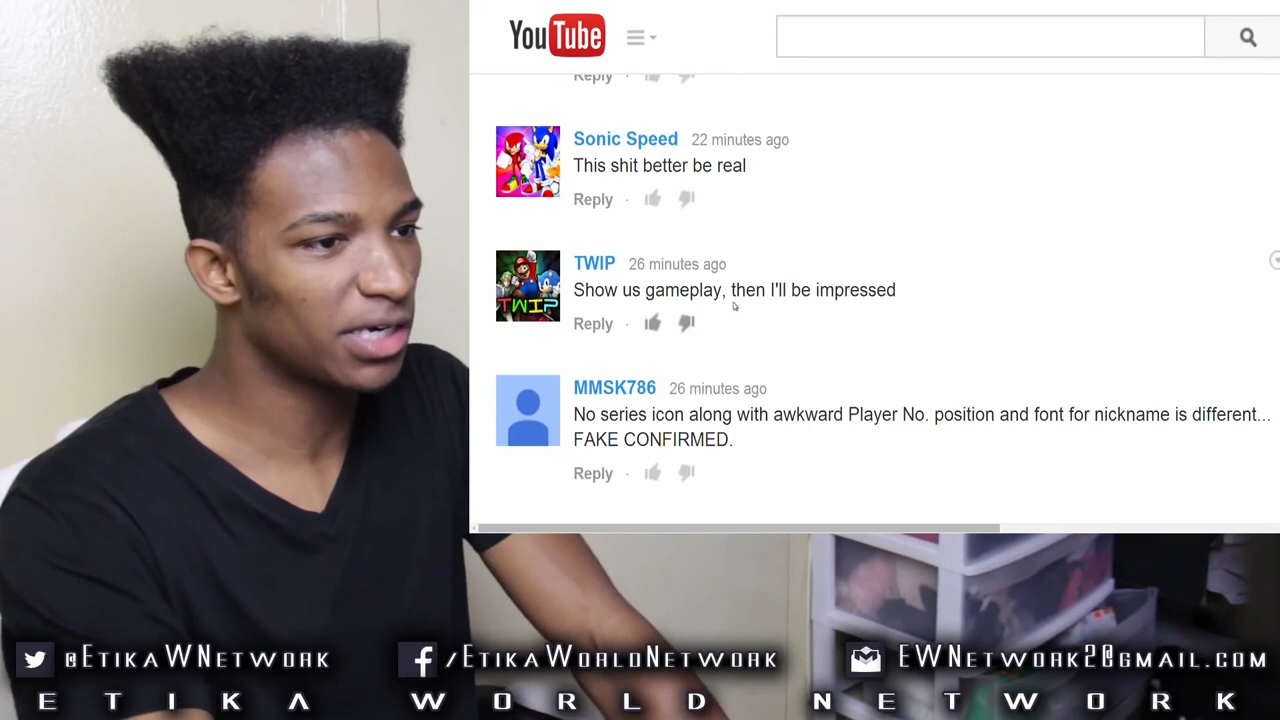 YouTube
Reply ·
Sonic Speed 22 minutes ago
This shit better be real
Reply ·
TWIP
TWIP 26 minutes ago
Show us gameplay, then I'll be impressed
Reply ·
MMSK786 26 minutes ago
No series icon along with awkward Player No. position and font for nickname is different...
FAKE CONFIRMED.
Reply ·
@EtikaWNetwork
/EtikaWorldNetwork
EWNetwork2@gmail.com
ETIKA WORLD NETWORK